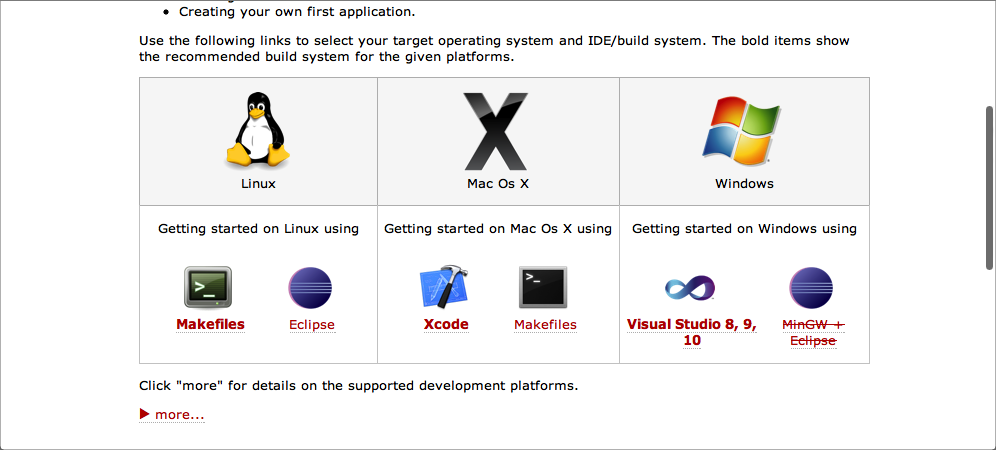 Creating your own first application.
Use the following links to select your target operating system and IDE/build system. The bold items show
the recommended build system for the given platforms.
Linux
Mac Os X
Windows
Getting started on Linux using
Getting started on Mac Os X using
Getting started on Windows using
Makefiles
Eclipse
Xcode
Makefiles
Visual Studio 8, 9,
10
MinGW +
Eclipse
Click "more" for details on the supported development platforms.
more...